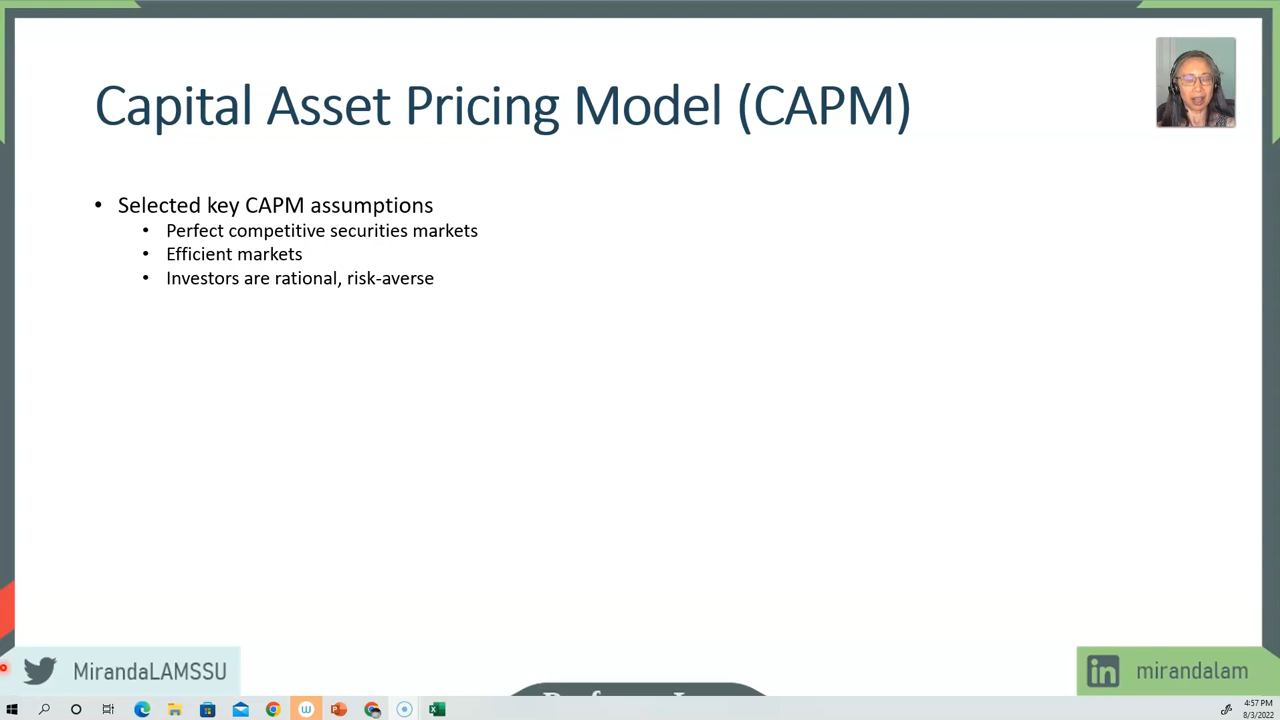 Capital Asset Pricing Model (CAPM)
• Selected key CAPM assumptions
• Perfect competitive securities markets
• Efficient markets
• Investors are rational, risk-averse
MirandaLAMSSU
in mirandalam
4:57 PM
8/3/2022